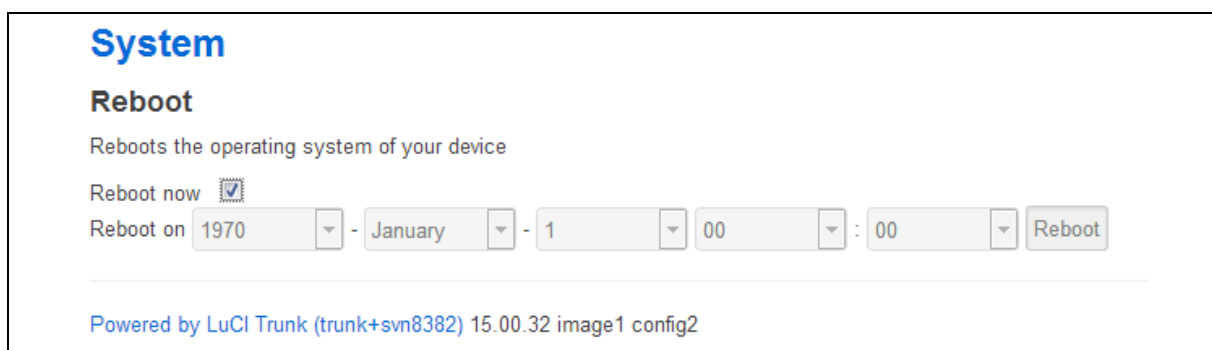 System
Reboot
Reboots the operating system of your device
Reboot now
Reboot on 1970 - January - 1 00 : 00 Reboot
Powered by LuCI Trunk (trunk+svn8382) 15.00.32 image1 config2